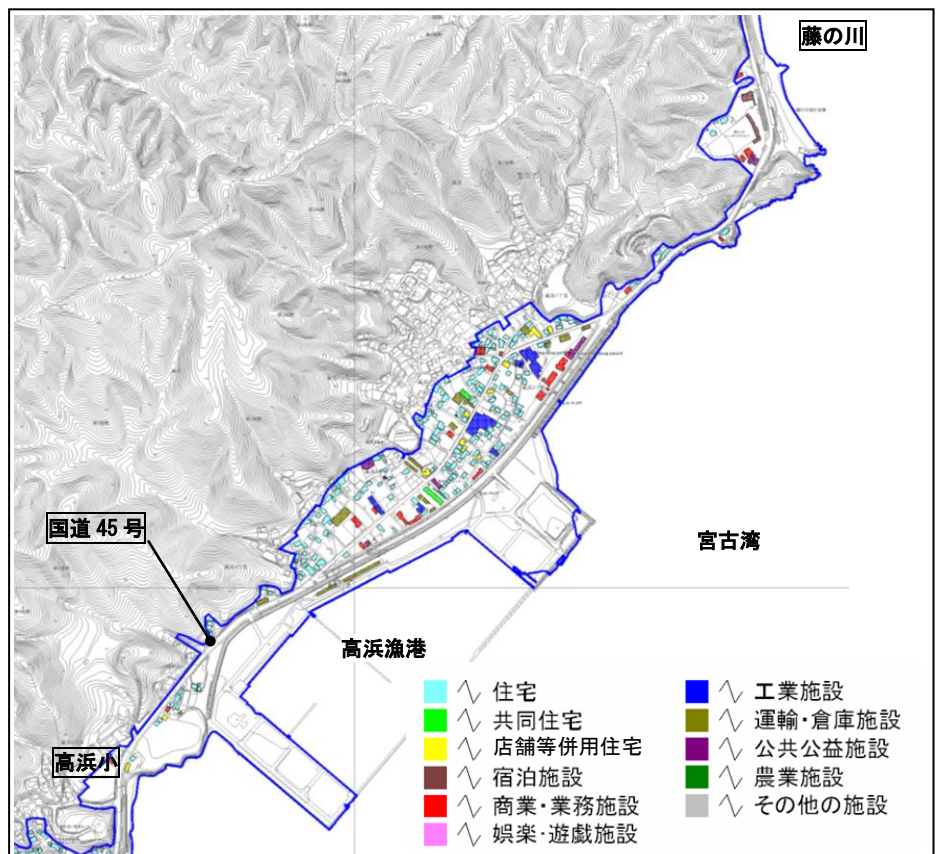 藤の川
国道 45 号
宮古湾
高浜漁港
高浜小
住宅
共同住宅
店舗等併用住宅
宿泊施設
商業・業務施設
娯楽・遊戯施設
工業施設
運輸・倉庫施設
公共公益施設
農業施設
その他の施設